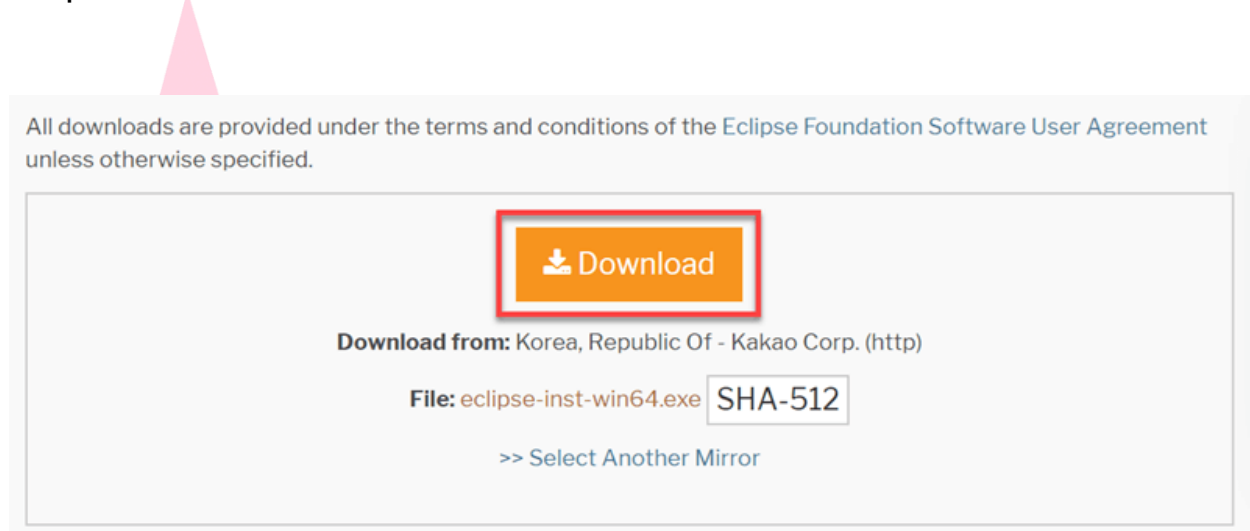 All downloads are provided under the terms and conditions of the Eclipse Foundation Software User Agreement
unless otherwise specified.
Download
Download from: Korea, Republic Of - Kakao Corp. (http)
File: eclipse-inst-win64.exe SHA-512
>> Select Another Mirror